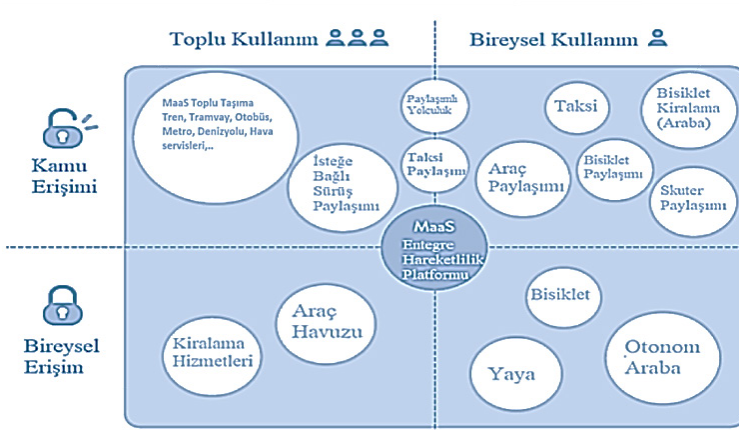 Toplu Kullanım
Bireysel Kullanım
Kamu
Erişimi
MaaS Toplu Taşıma
Tren, Tramvay, Otobüs,
Metro, Denizyolu, Hava
servisleri,..
İsteğe
Bağlı
Sürüş
Paylaşımı
Paylaşımlı
Yolculuk
Taksi
Paylaşımı
Taksi
Araç
Paylaşımı
Bisiklet
Paylaşımı
Bisiklet
Kiralama
(Araba)
Skuter
Paylaşımı
MaaS
Entegre
Hareketlilik
Platformu
Bireysel
Erişim
Kiralama
Hizmetleri
Araç
Havuzu
Bisiklet
Yaya
Otonom
Araba